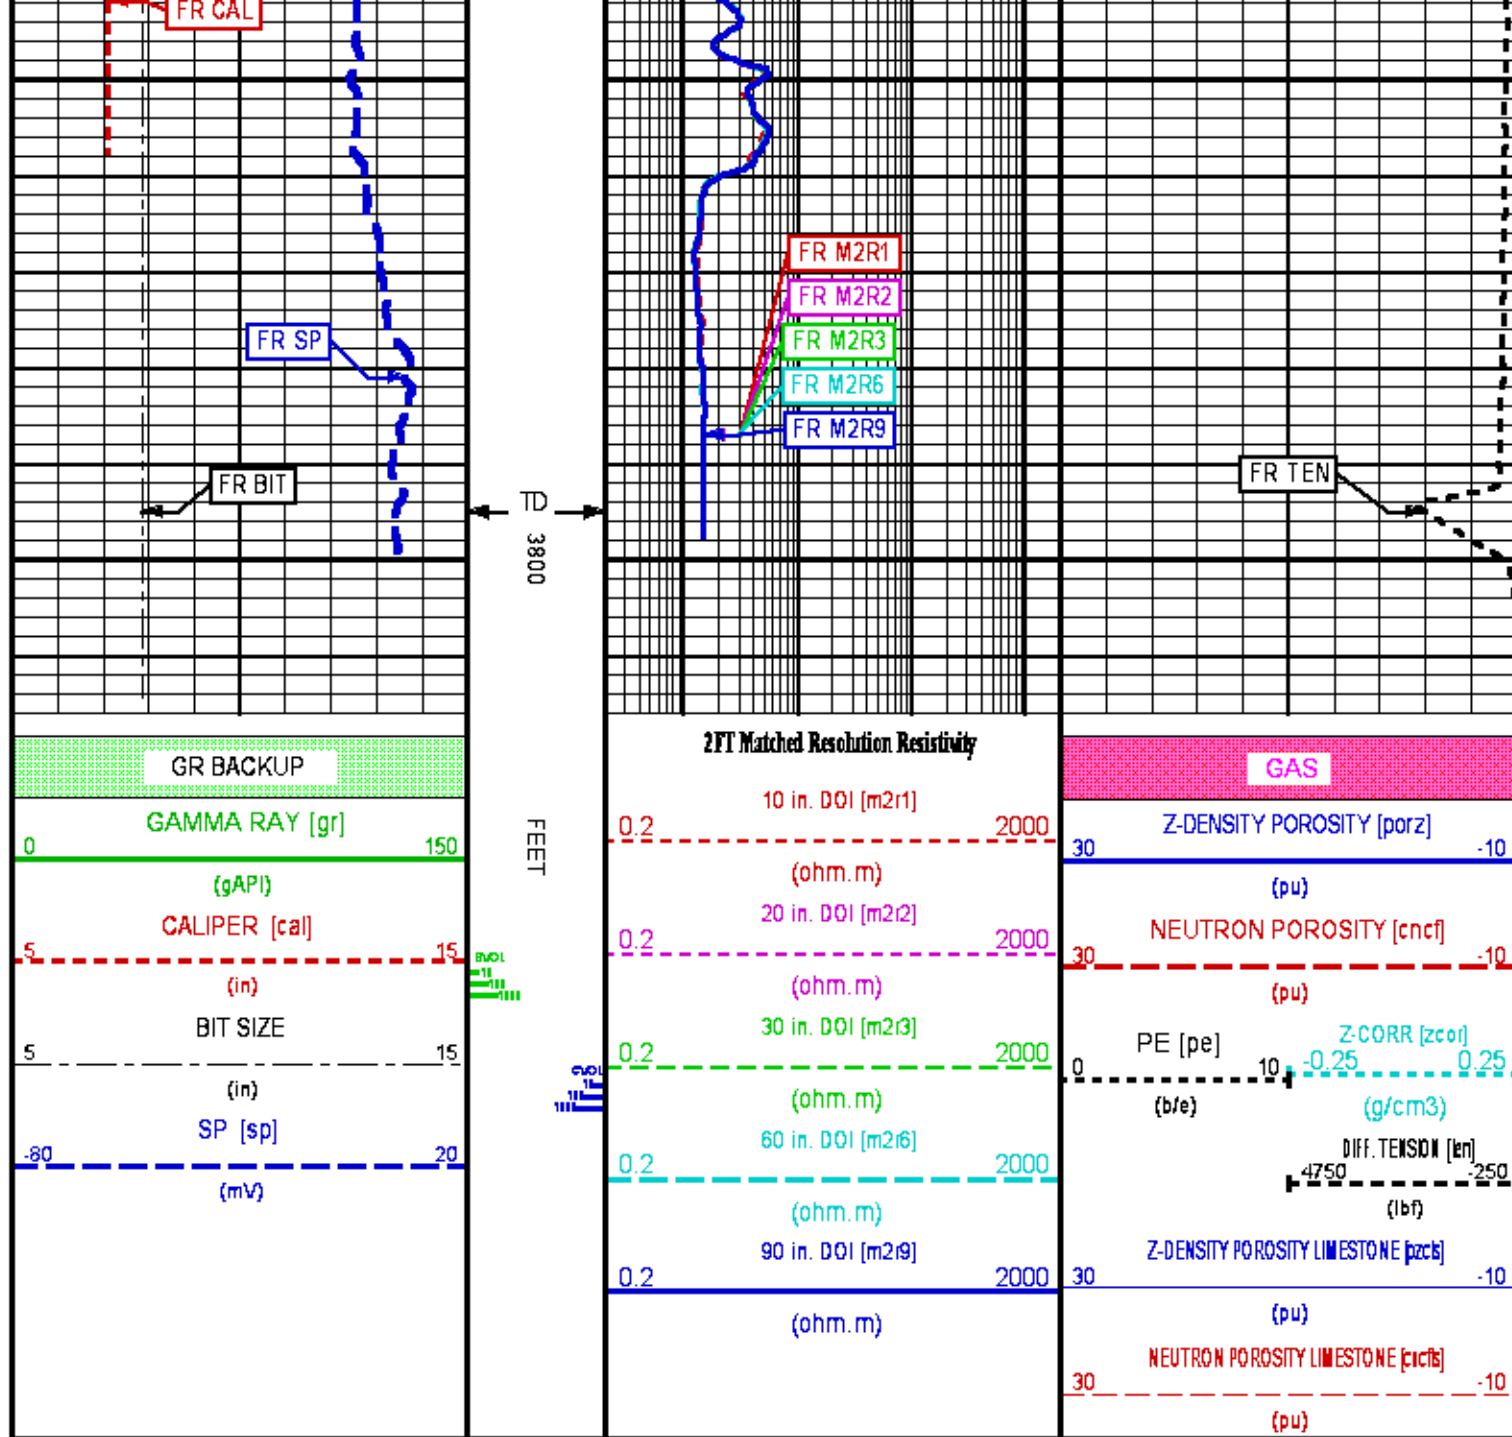 FR CAL
FR SP
FR BIT
TD
3800
FR M2R1
FR M2R2
FR M2R3
FR M2R6
FR M2R9
FR TEN
GR BACKUP
GAMMA RAY [gr]
0 150
(gAPI)
CALIPER [cal]
5 15
(in)
BIT SIZE
5 15
(in)
SP [sp]
-80 20
(mV)
FEET
BVOL
2FT Matched Resolution Resistivity
10 in. DOI [m2r1]
0.2 2000
(ohm.m)
20 in. DOI [m2r2]
0.2 2000
(ohm.m)
30 in. DOI [m2r3]
0.2 2000
(ohm.m)
60 in. DOI [m2r6]
0.2 2000
(ohm.m)
90 in. DOI [m2r9]
0.2 2000
(ohm.m)
GAS
Z-DENSITY POROSITY [porz]
30 -10
(pu)
NEUTRON POROSITY [cncf]
30 -10
(pu)
PE [pe]
0 10
(b/e)
Z-CORR [zcor]
-0.25 0.25
(g/cm3)
DIFF. TENSION [ten]
4750 -250
(lbf)
Z-DENSITY POROSITY LIMESTONE [pzcls]
30 -10
(pu)
NEUTRON POROSITY LIMESTONE
30 -10
(pu)